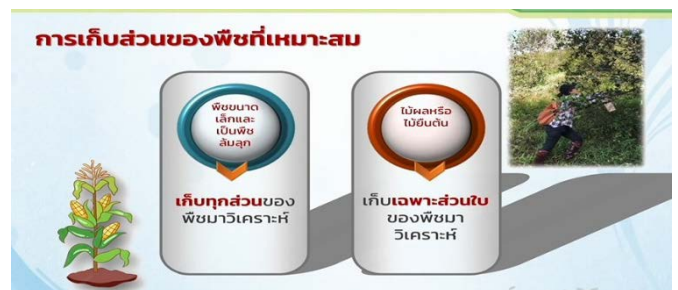 การเก็บส่วนของพืชที่เหมาะสม
พืชขนาด
เล็กและ
เป็นพืช
ล้มลุก
เก็บทุกส่วนของ
พืชมาวิเคราะห์
ไม้ผลหรือ
ไม้ยืนต้น
เก็บเฉพาะส่วนใบ
ของพืชมา
วิเคราะห์